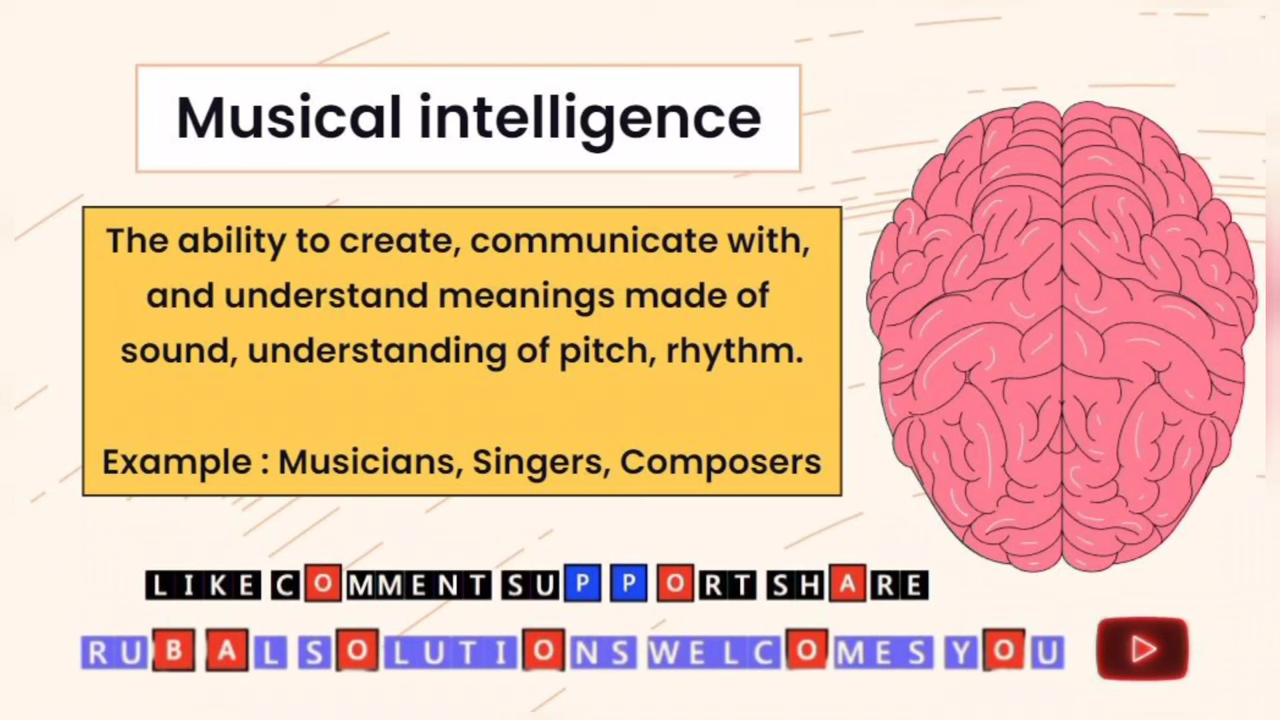 Musical intelligence
The ability to create, communicate with,
and understand meanings made of
sound, understanding of pitch, rhythm.
Example : Musicians, Singers, Composers
LIKE COMMENT SUPPORT SHARE
RUBAL SOLUTIONS WELCOMES YOU